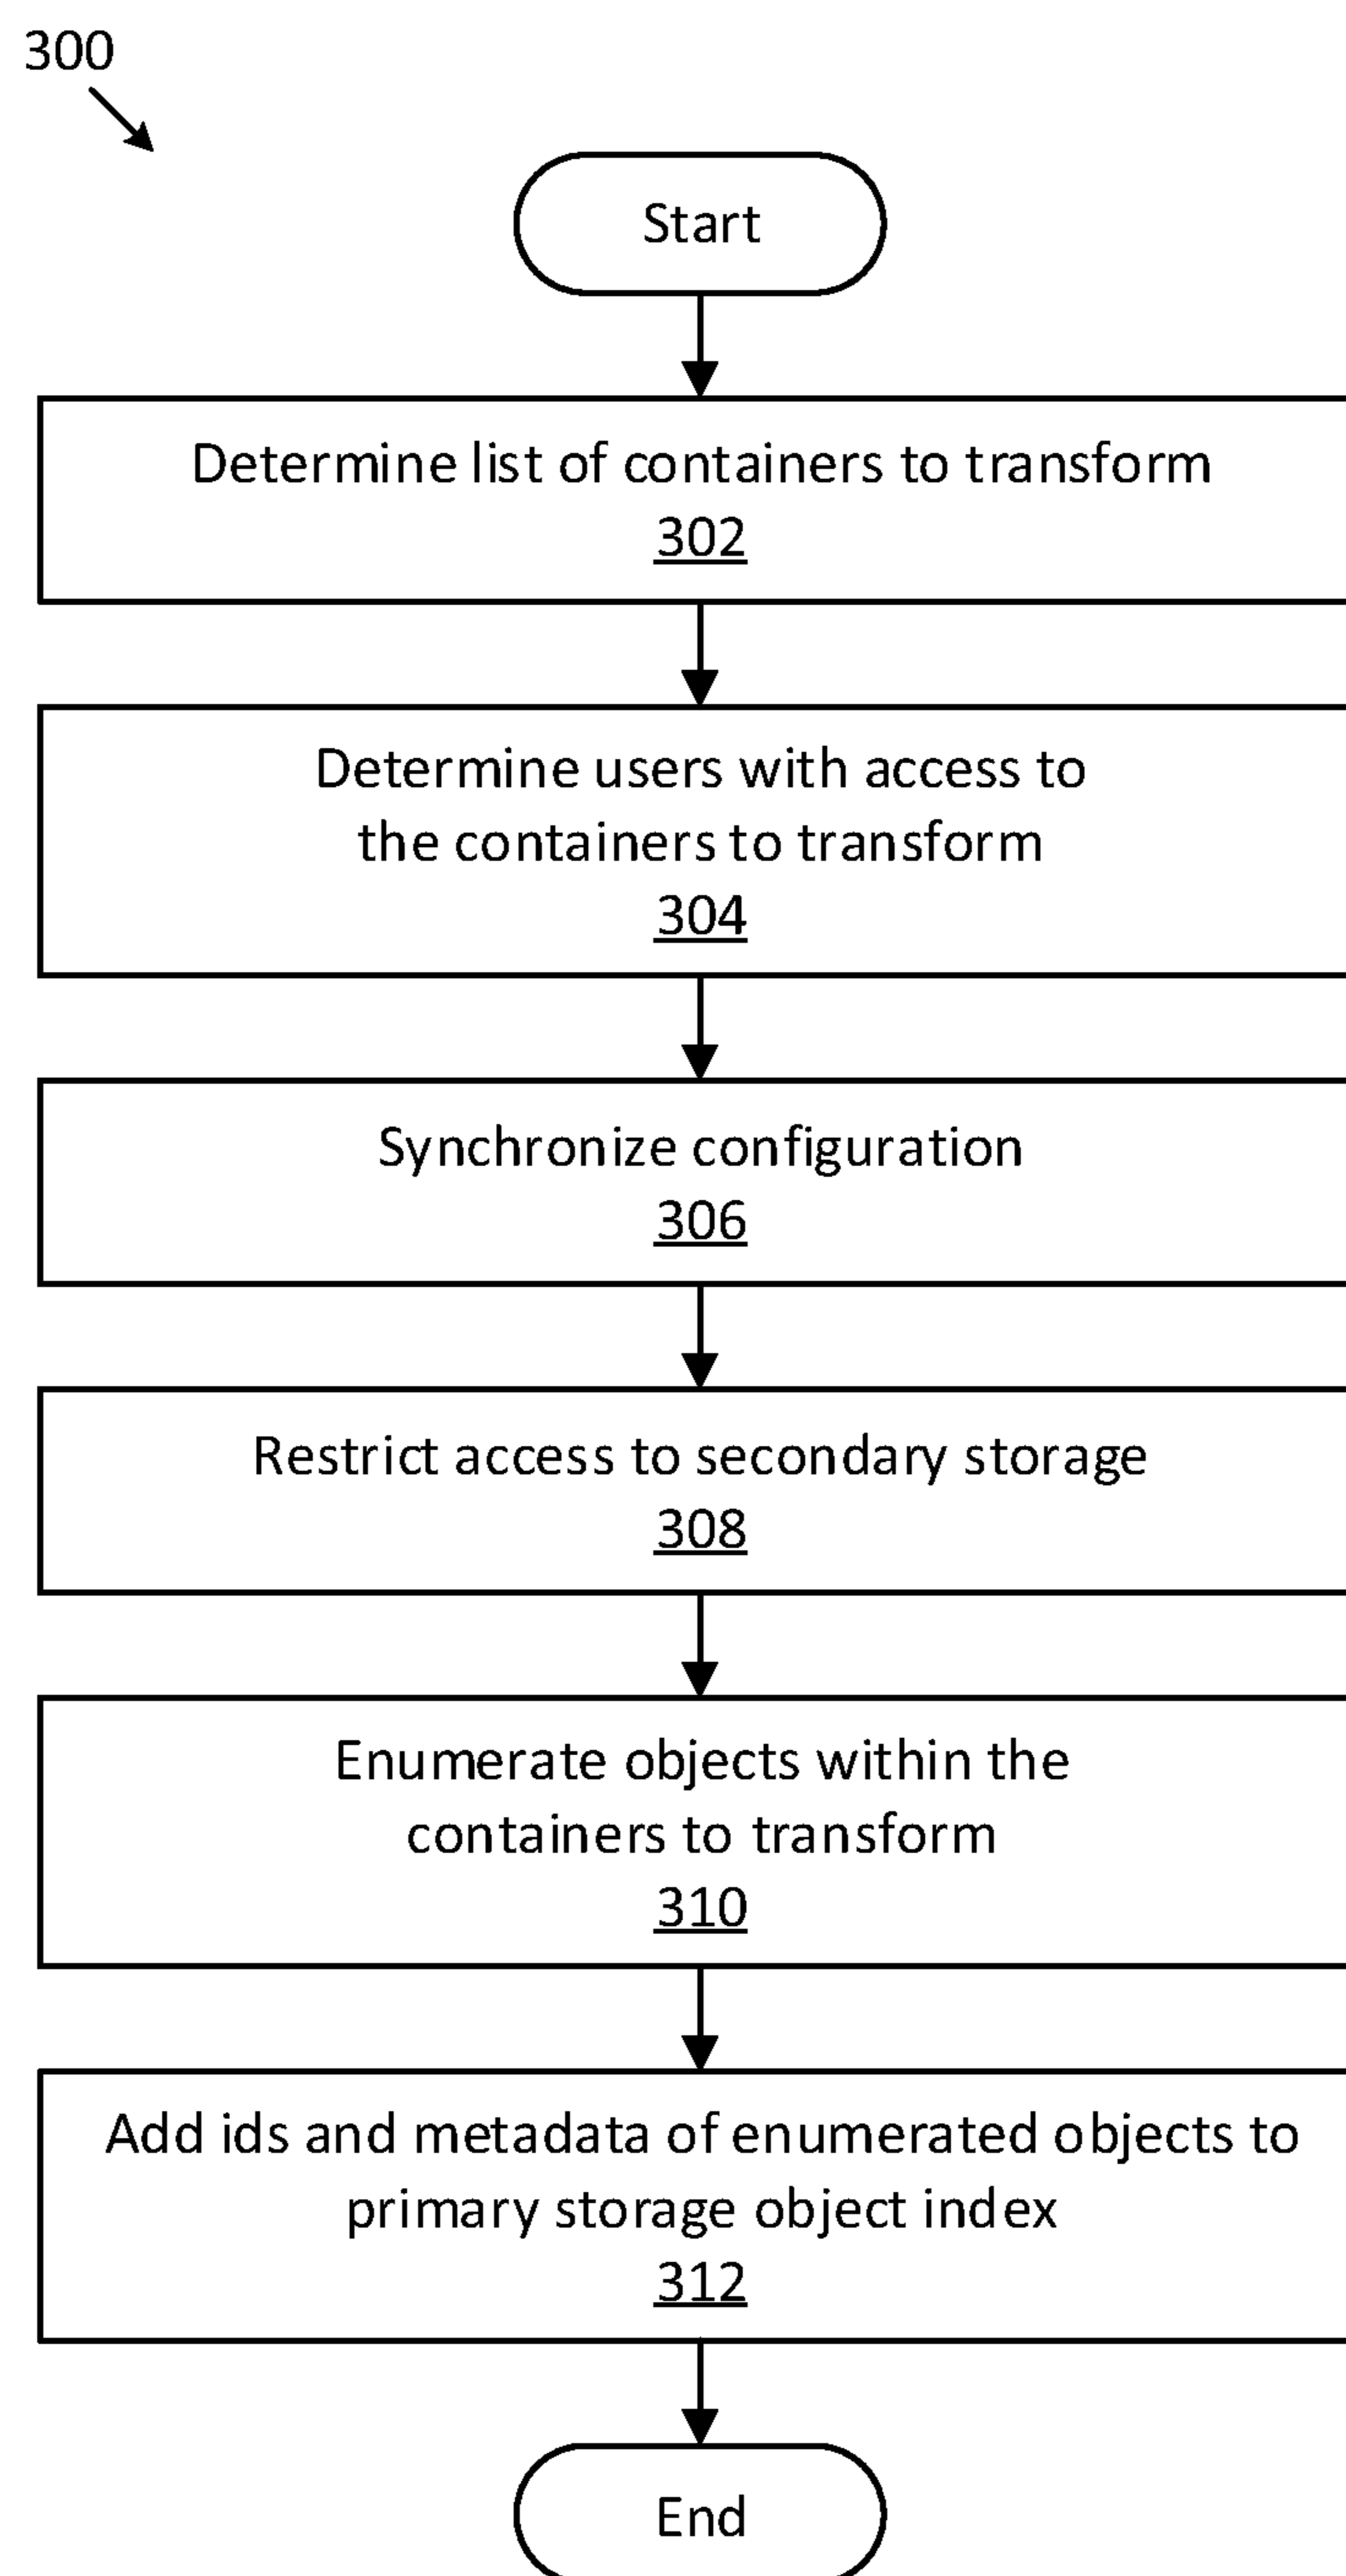 300
Start
Determine list of containers to transform
302
Determine users with access to
the containers to transform
304
Synchronize configuration
306
Restrict access to secondary storage
308
Enumerate objects within the
containers to transform
310
Add ids and metadata of enumerated objects to
primary storage object index
312
End